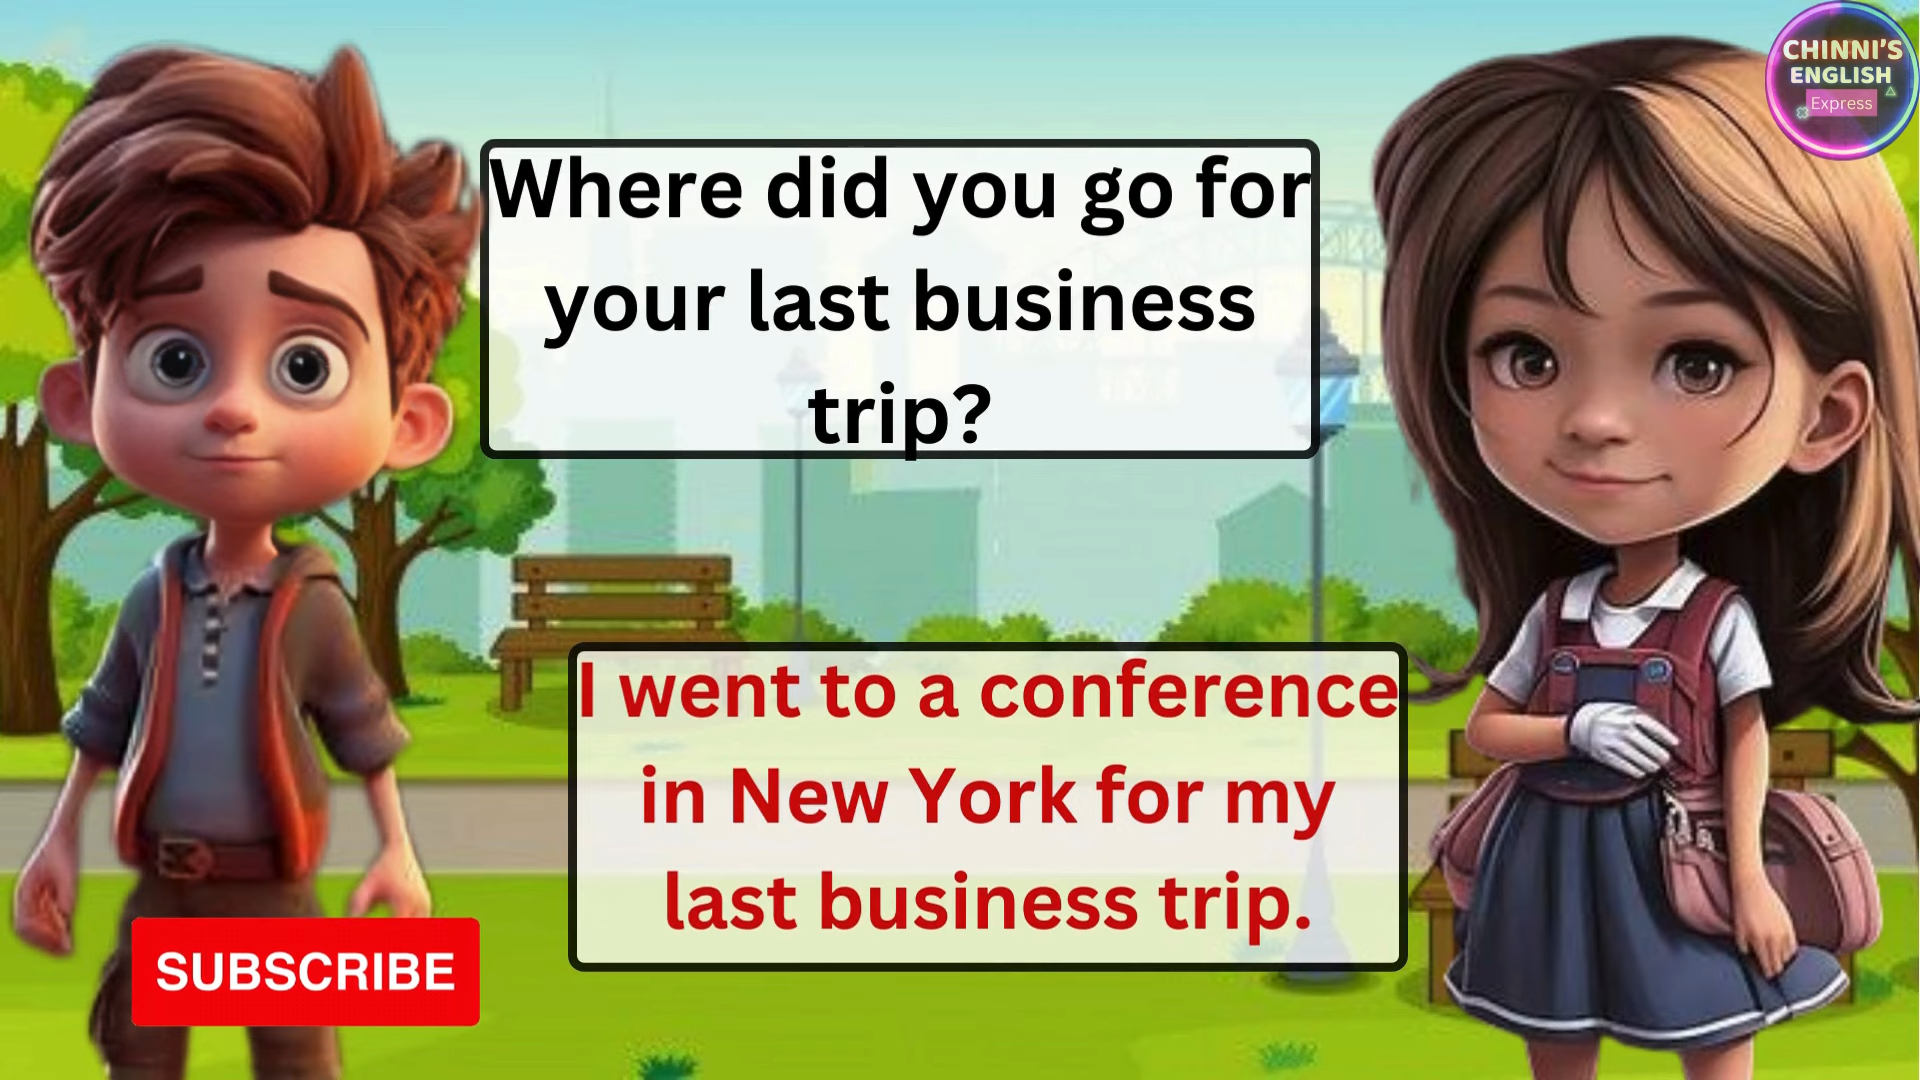 CHINNI'S
ENGLISH
Express
Where did you go for
your last business
trip?
I went to a conference
in New York for my
last business trip.
SUBSCRIBE